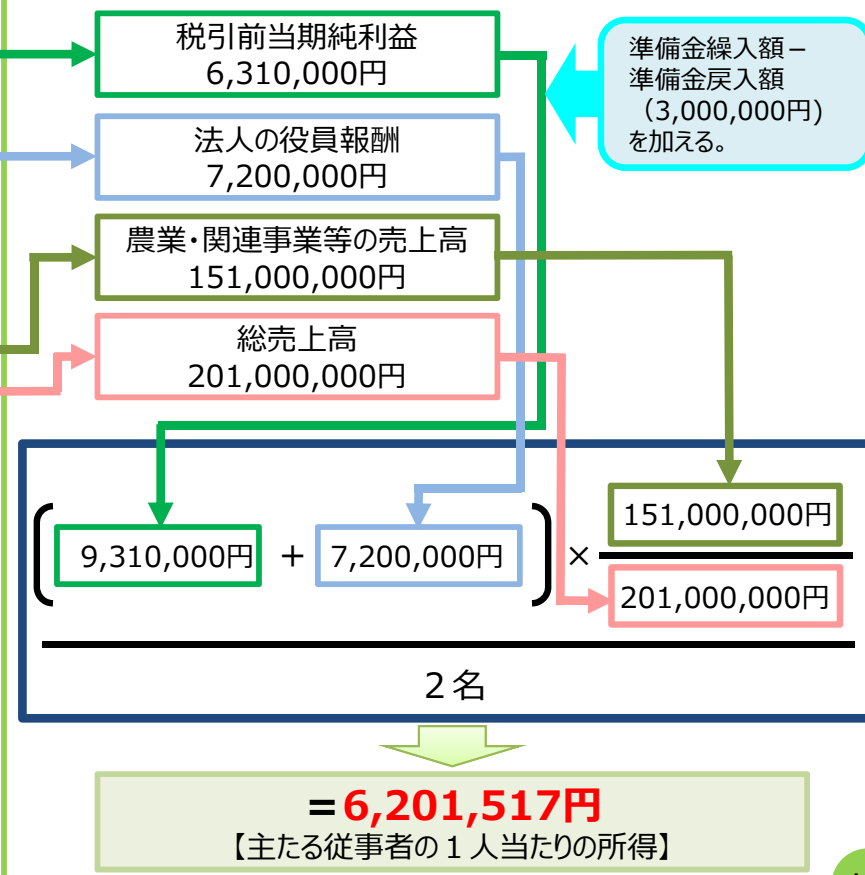 税引前当期純利益
6,310,000円
準備金繰入額－
準備金戻入額
（3,000,000円)
を加える。
法人の役員報酬
7,200,000円
農業・関連事業等の売上高
151,000,000円
総売上高
201,000,000円
9,310,000円 + 7,200,000円 × 151,000,000円
201,000,000円
２名
=6,201,517円
【主たる従事者の１人当たりの所得】